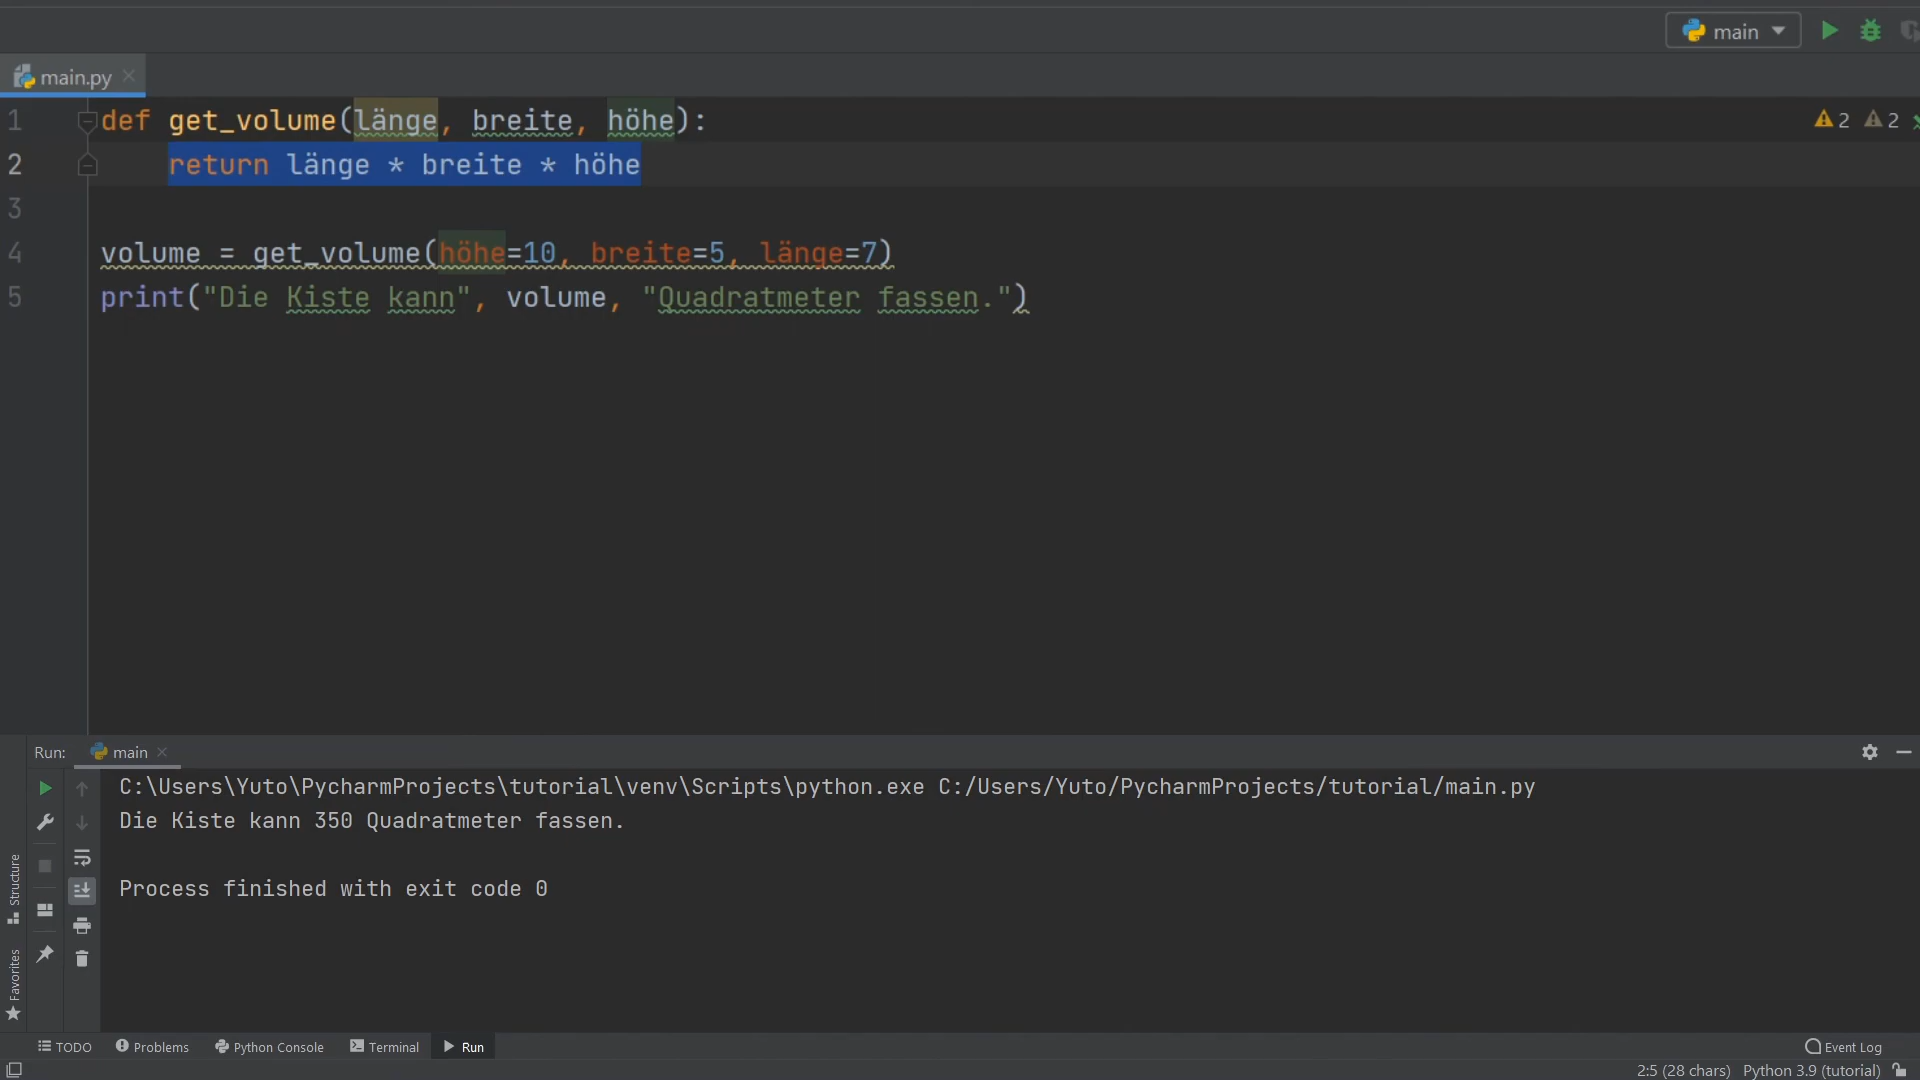 main
main.py
1 def get_volume(länge, breite, höhe):
2 2
2 return länge * breite * höhe
3
4 volume = get_volume(höhe=10, breite=5, länge=7)
5 print("Die Kiste kann", volume, "Quadratmeter fassen.")
Run: main
C:\Users\Yuto\PycharmProjects\tutorial\venv\Scripts\python.exe C:/Users/Yuto/PycharmProjects/tutorial/main.py
Die Kiste kann 350 Quadratmeter fassen.
Process finished with exit code 0
Structure
Favorites
TODO Problems Python Console Terminal Run Event Log
2:5 (28 chars) Python 3.9 (tutorial)